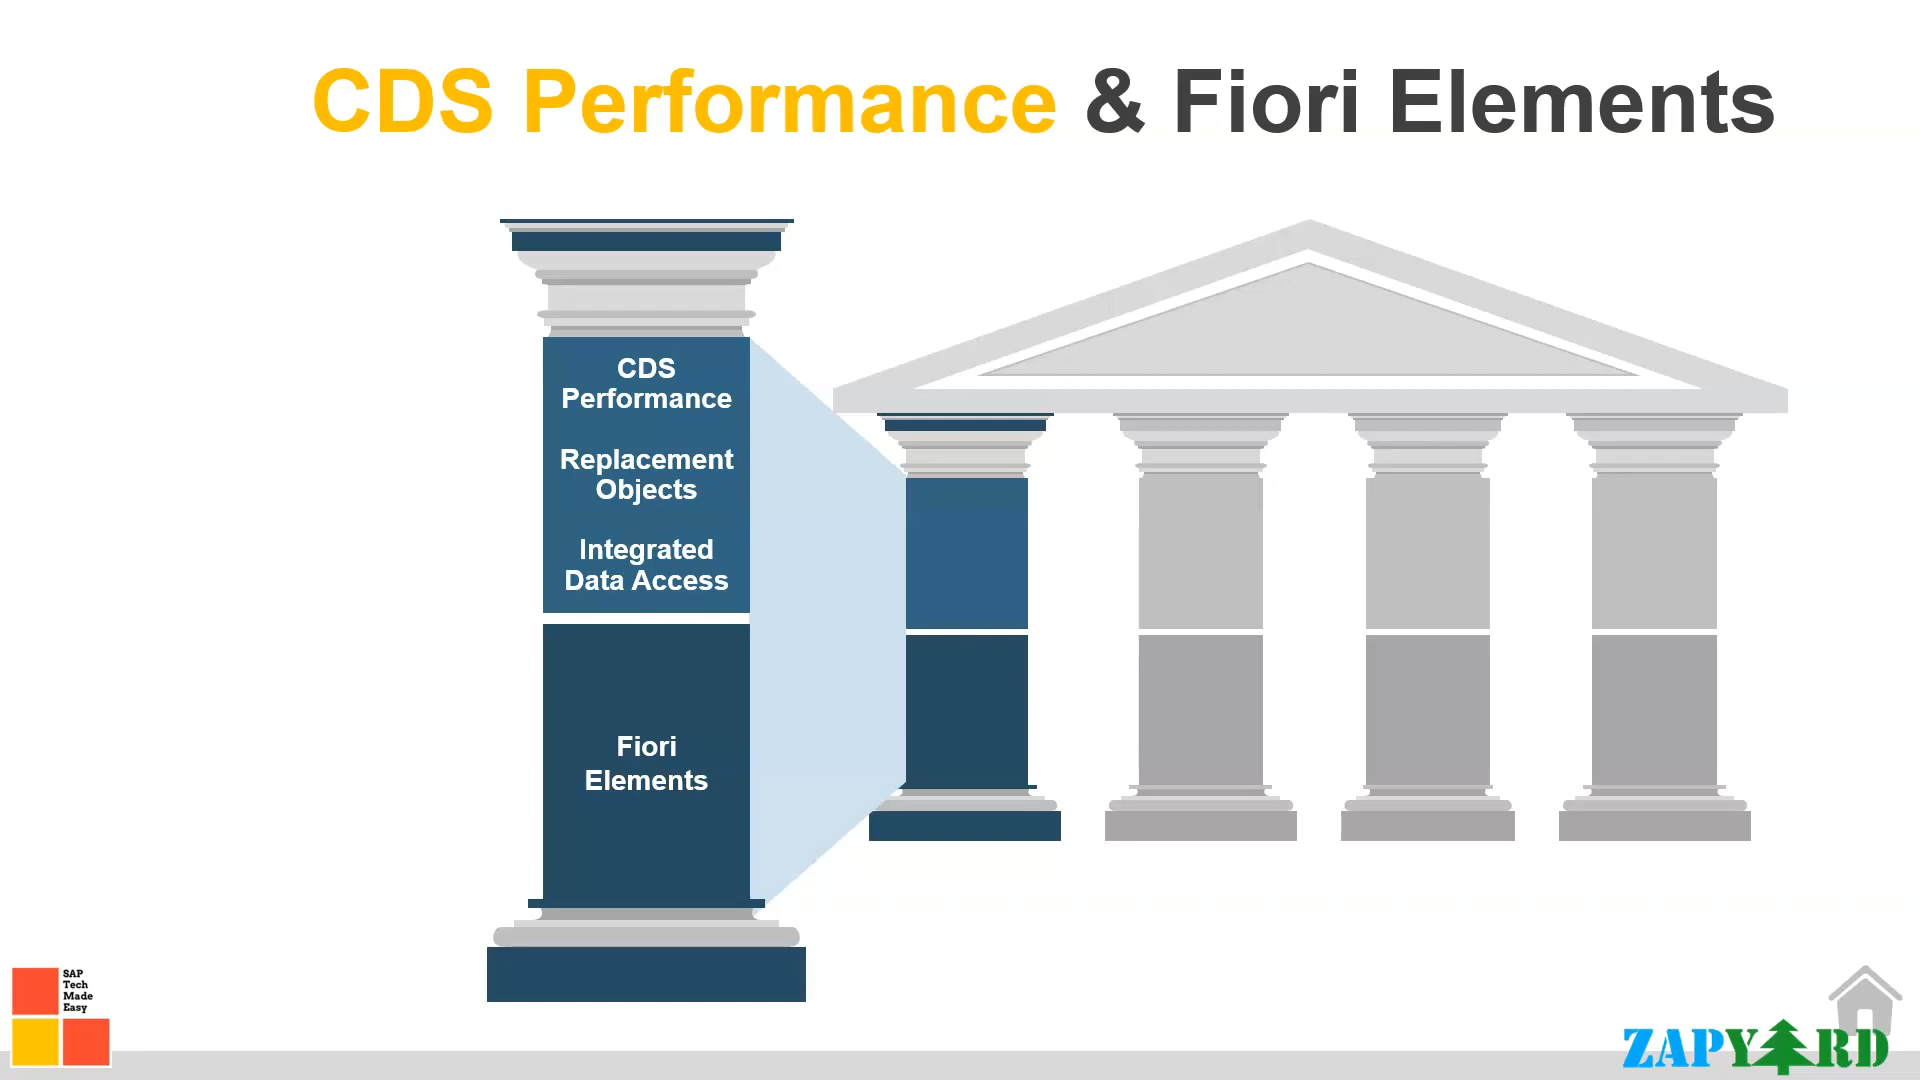 CDS Performance & Fiori Elements
CDS
Performance
Replacement
Objects
Integrated
Data Access
Fiori
Elements
SAP
Tech
Made
Easy
ZAPYARD